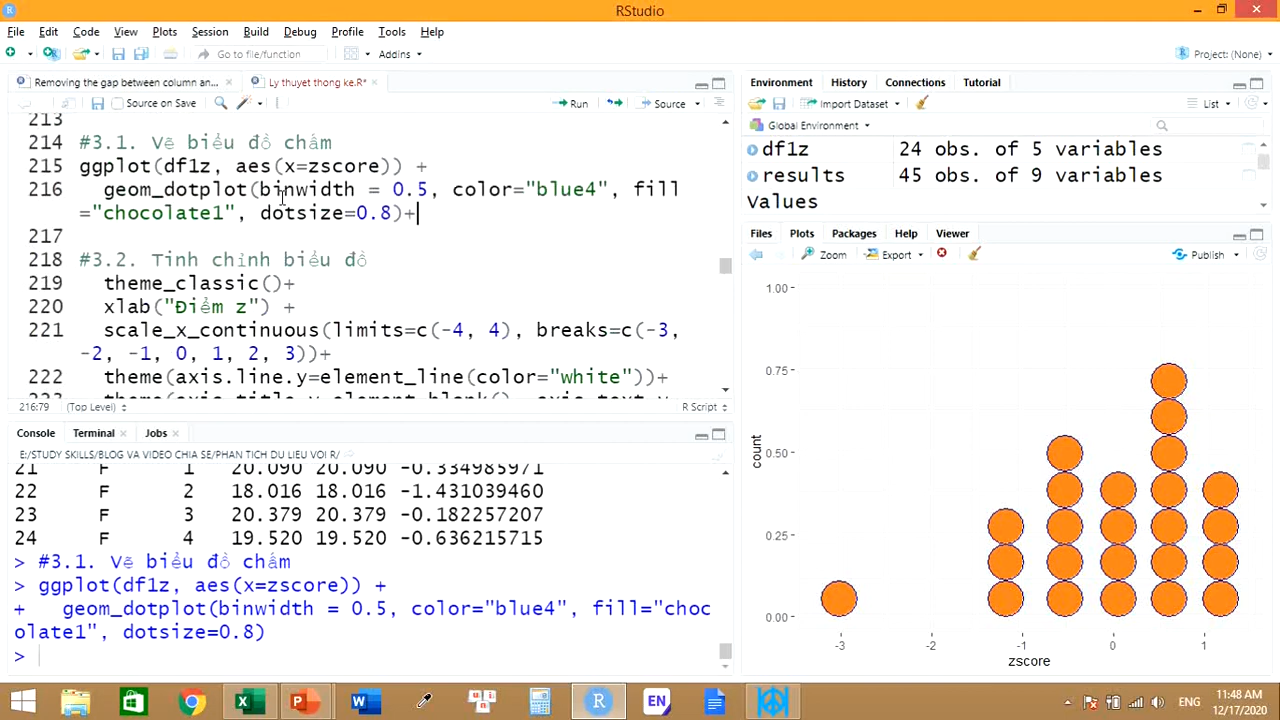 RStudio
File Edit Code View Plots Session Build Debug Profile Tools Help
Go to file/function Addins Project: (None)
Removing the gap between column an... Ly thuyet thong ke.R*
Source on Save Run Source
213
214 #3.1. Vẽ biểu đồ chấm
215 ggplot(df1z, aes(x=zscore)) +
216 geom_dotplot(binwidth = 0.5, color="blue4", fill
="chocolate1", dotsize=0.8)+
217
218 #3.2. Tinh chỉnh biểu đồ
219 theme_classic()+
220 xlab("Điểm z") +
221 scale_x_continuous(limits=c(-4, 4), breaks=c(-3,
-2, -1, 0, 1, 2, 3))+
222 theme(axis.line.y=element_line(color="white"))+
216:79 (Top Level) R Script
Console Terminal Jobs
E:/STUDY SKILLS/BLOG VA VIDEO CHIA SE/PHAN TICH DU LIEU VOI R/
21 F 1 20.090 20.090 -0.334985971
22 F 2 18.016 18.016 -1.431039460
23 F 3 20.379 20.379 -0.182257207
24 F 4 19.520 19.520 -0.636215715
> #3.1. Vẽ biểu đồ chấm
> ggplot(df1z, aes(x=zscore)) +
+ geom_dotplot(binwidth = 0.5, color="blue4", fill="choc
olate1", dotsize=0.8)
>
Environment History Connections Tutorial
Import Dataset List
Global Environment
df1z 24 obs. of 5 variables
results 45 obs. of 9 variables
Values
Files Plots Packages Help Viewer
Zoom Export Publish
1.00
0.75
0.50
0.25
0.00
count
-3 -2 -1 0 1
zscore
EN ENG 11:48 AM
12/17/2020